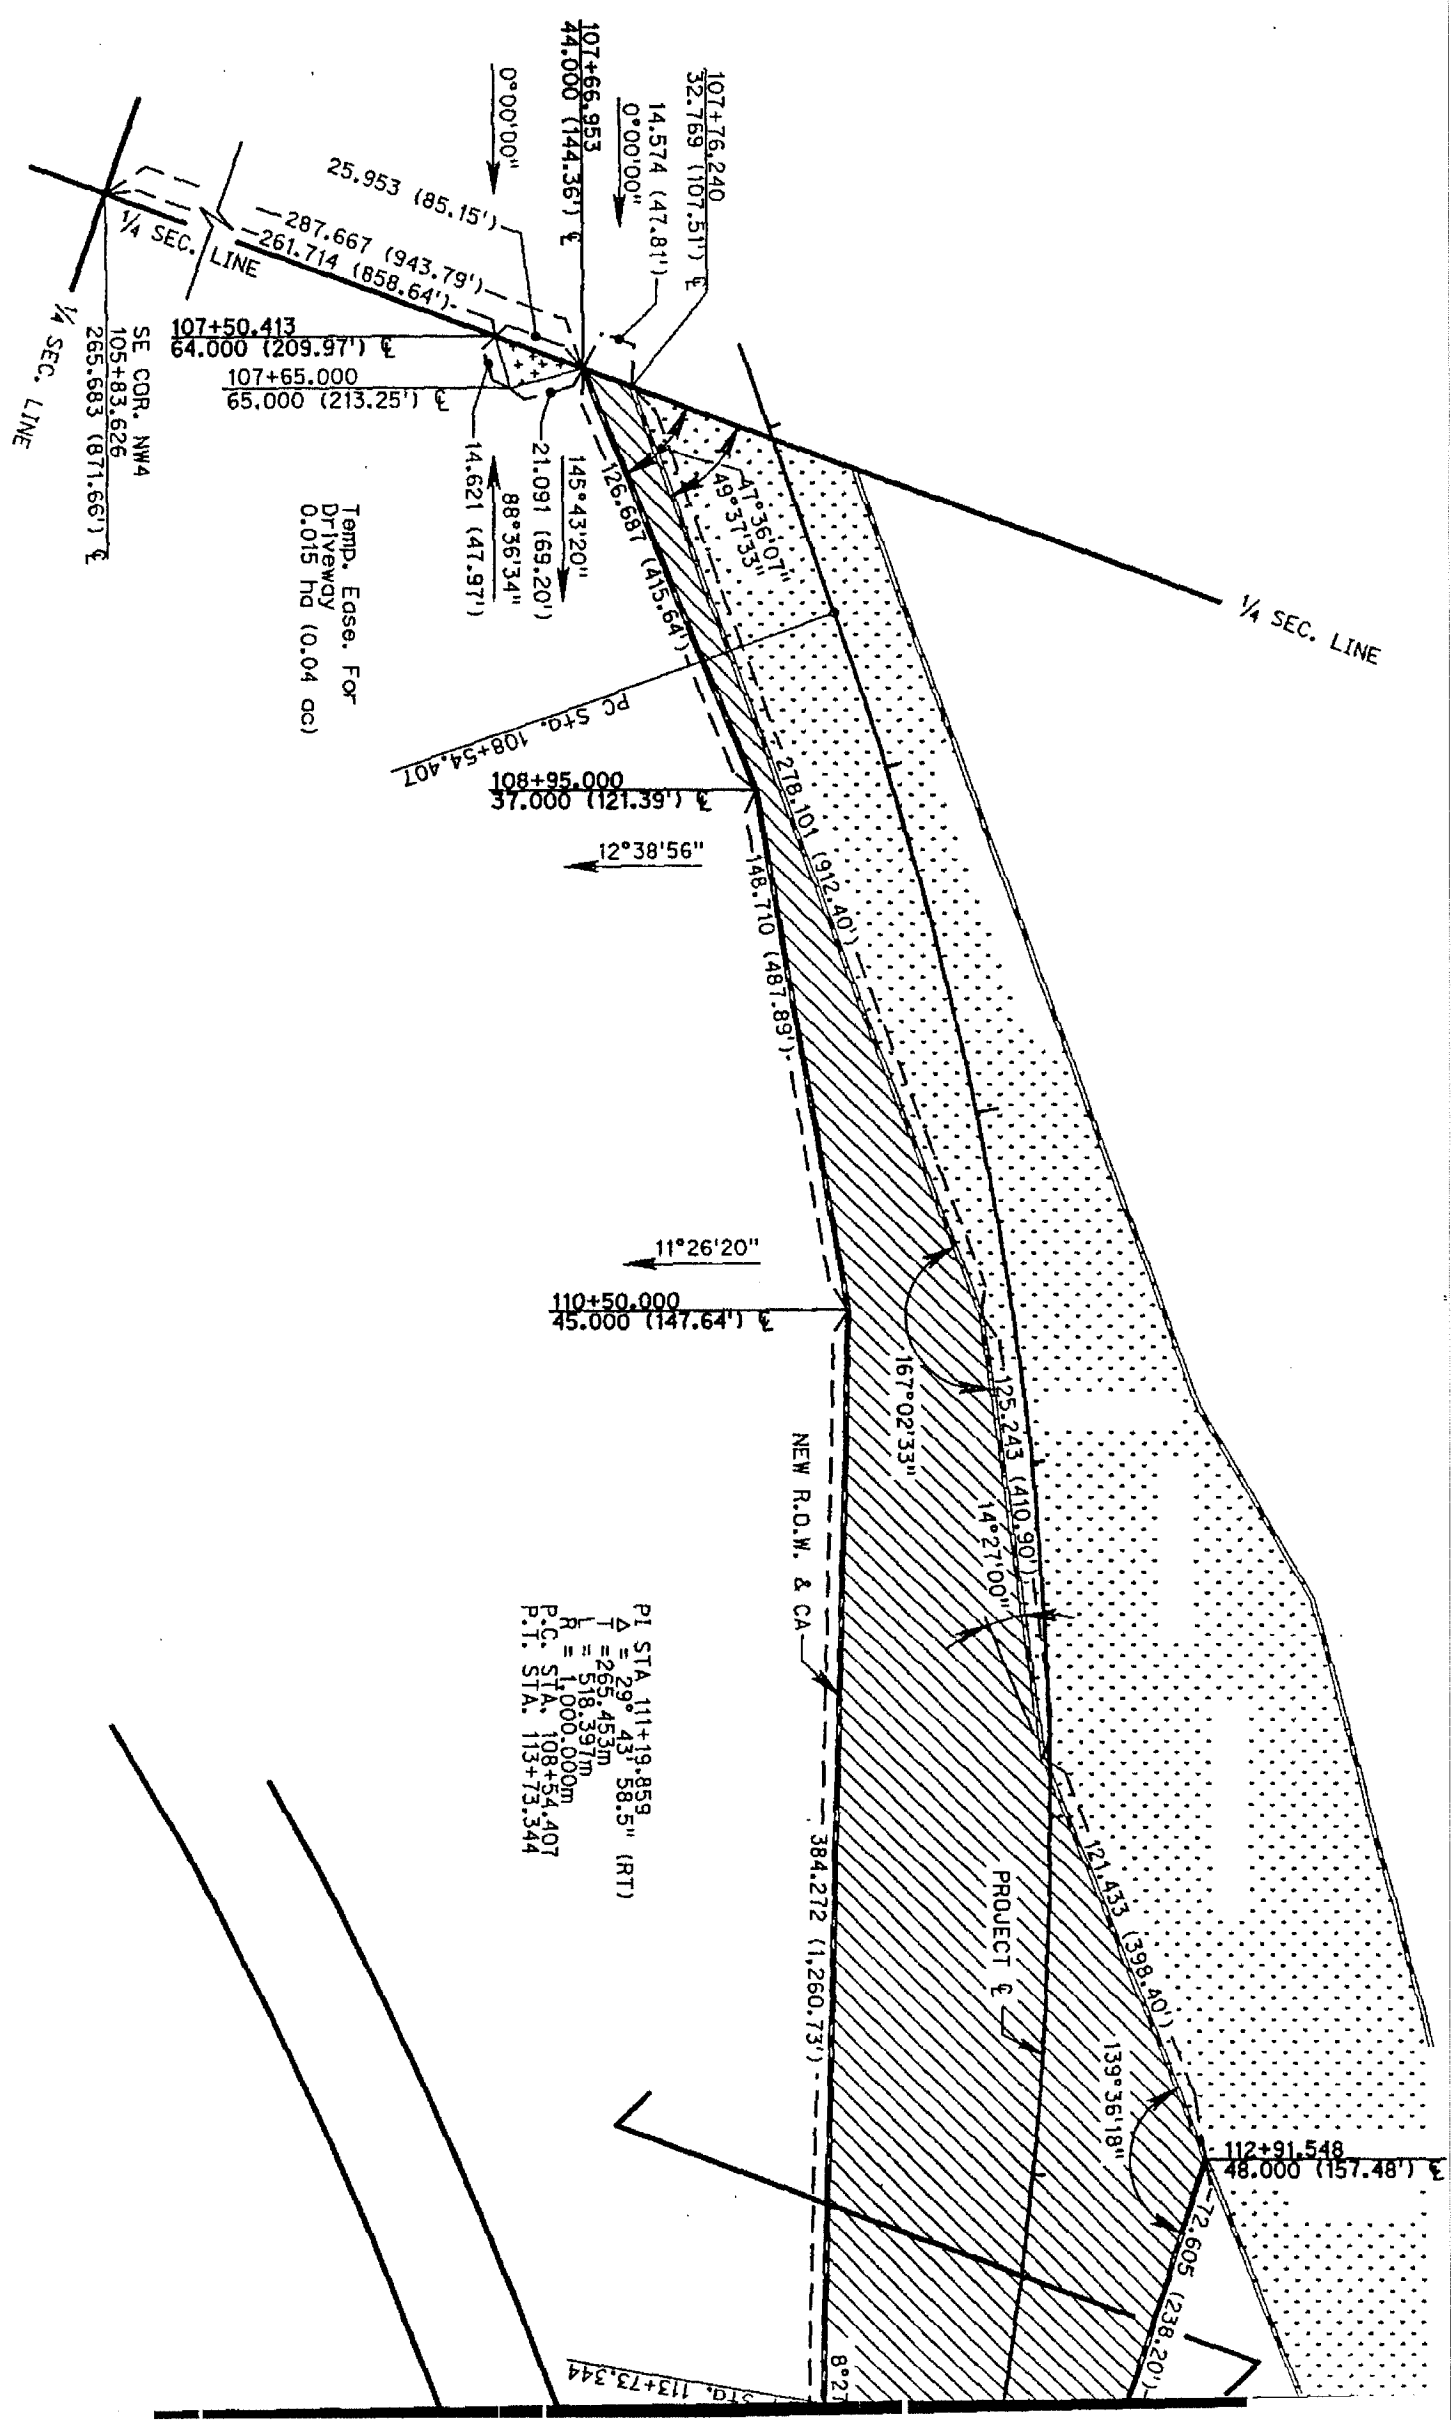 107+76.240
32.769 (107.51') ℄
14.574 (47.81')
0°00'00"
107+66.953
44.000 (144.36') ℄
0°00'00"
25.953 (85.15')
287.667 (943.79')
261.714 (858.64')
¼ SEC. LINE
¼ SEC. LINE
¼ SEC. LINE
SE COR. NW4
105+83.626
265.683 (871.66') ℄
107+50.413
64.000 (209.97') ℄
107+65.000
65.000 (213.25') ℄
145°43'20"
21.091 (69.20')
88°36'34"
14.621 (47.97')
Temp. Ease. For
Driveway
0.015 ha (0.04 ac)
47°36'07"
49°37'33"
126.687 (415.64')
PC Sta. 108+54.407
108+95.000
37.000 (121.39') ℄
12°38'56"
278.101 (912.40')
148.710 (487.89')
11°26'20"
110+50.000
45.000 (147.64') ℄
167°02'33"
125.243 (410.90')
14°27'00"
NEW R.O.W. & CA
PI STA 111+19.859
Δ = 29° 43' 58.5" (RT)
T = 265.453m
L = 518.397m
R = 1,000.000m
P.C. STA. 108+54.407
P.T. STA. 113+73.344
384.272 (1,260.73')
PROJECT ℄
121.433 (398.40')
139°36'18"
112+91.548
48.000 (157.48') ℄
72.605 (238.20')
8°27
Sta. 113+73.344